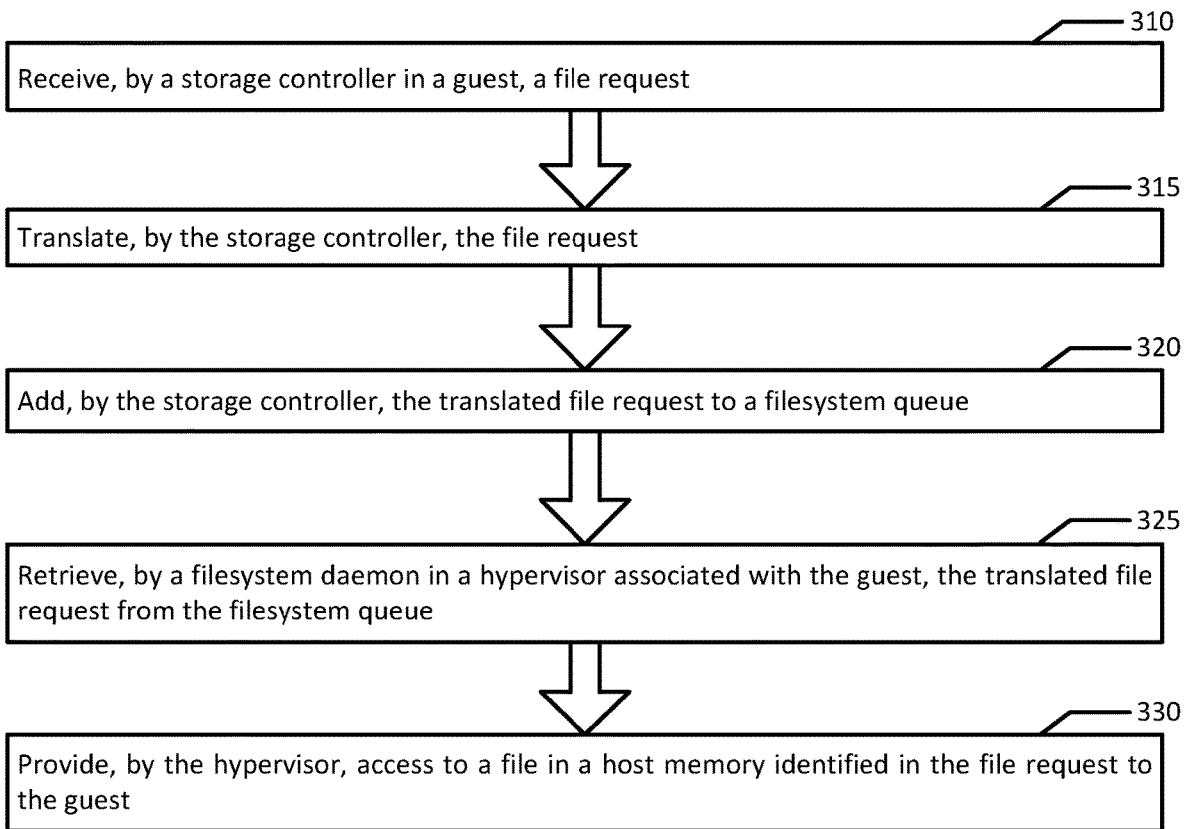 310
Receive, by a storage controller in a guest, a file request
315
Translate, by the storage controller, the file request
320
Add, by the storage controller, the translated file request to a filesystem queue
325
Retrieve, by a filesystem daemon in a hypervisor associated with the guest, the translated file
request from the filesystem queue
330
Provide, by the hypervisor, access to a file in a host memory identified in the file request to
the guest